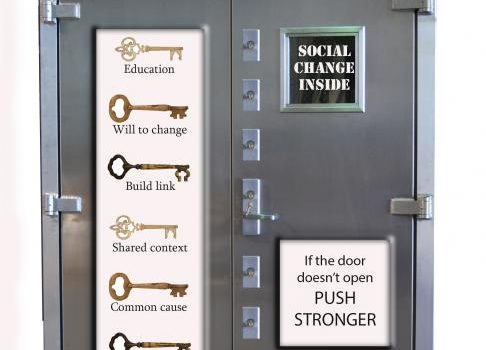 Education
Will to change
Build link
Shared context
Common cause
SOCIAL
CHANGE
INSIDE
If the door
doesn't open
PUSH
STRONGER